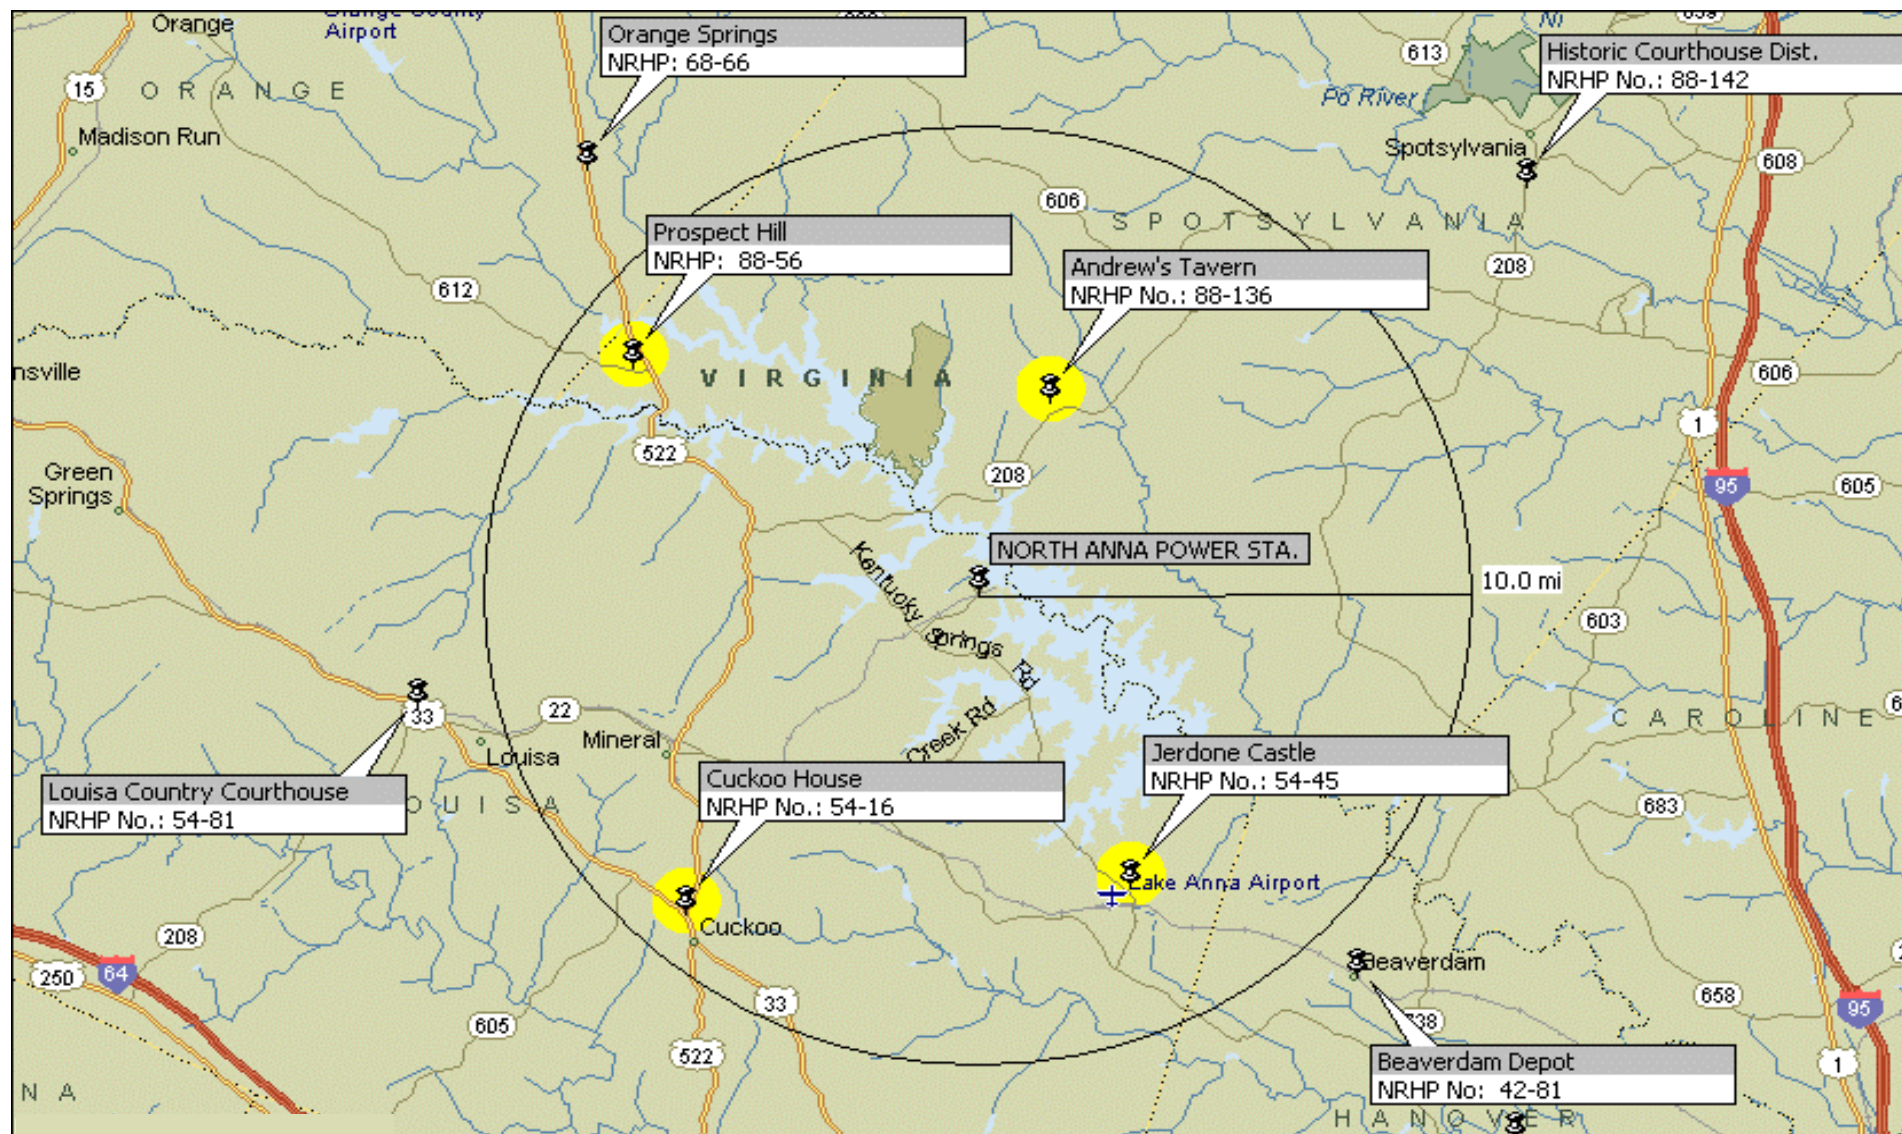 Orange
Orange County
Airport
Orange Springs
NRHP: 68-66
Ni
613
Historic Courthouse Dist.
NRHP No.: 88-142
15
O R A N G E
Po River
Madison Run
Spotsylvania
608
606
S P O T S Y L V A N I A
Prospect Hill
NRHP: 88-56
208
Andrew's Tavern
NRHP No.: 88-136
612
nsville
V I R G I N I A
606
1
522
Green
Springs
208
95
605
NORTH ANNA POWER STA.
10.0 mi
Kentucky Springs Rd
603
33
22
Creek Rd
C A R O L I N E
Mineral
Louisa
Jerdone Castle
NRHP No.: 54-45
Cuckoo House
NRHP No.: 54-16
Louisa Country Courthouse
NRHP No.: 54-81
O U I S A
683
Lake Anna Airport
Cuckoo
208
250
64
Beaverdam
658
95
33
605
738
522
Beaverdam Depot
NRHP No: 42-81
1
N A
H A N O V E R